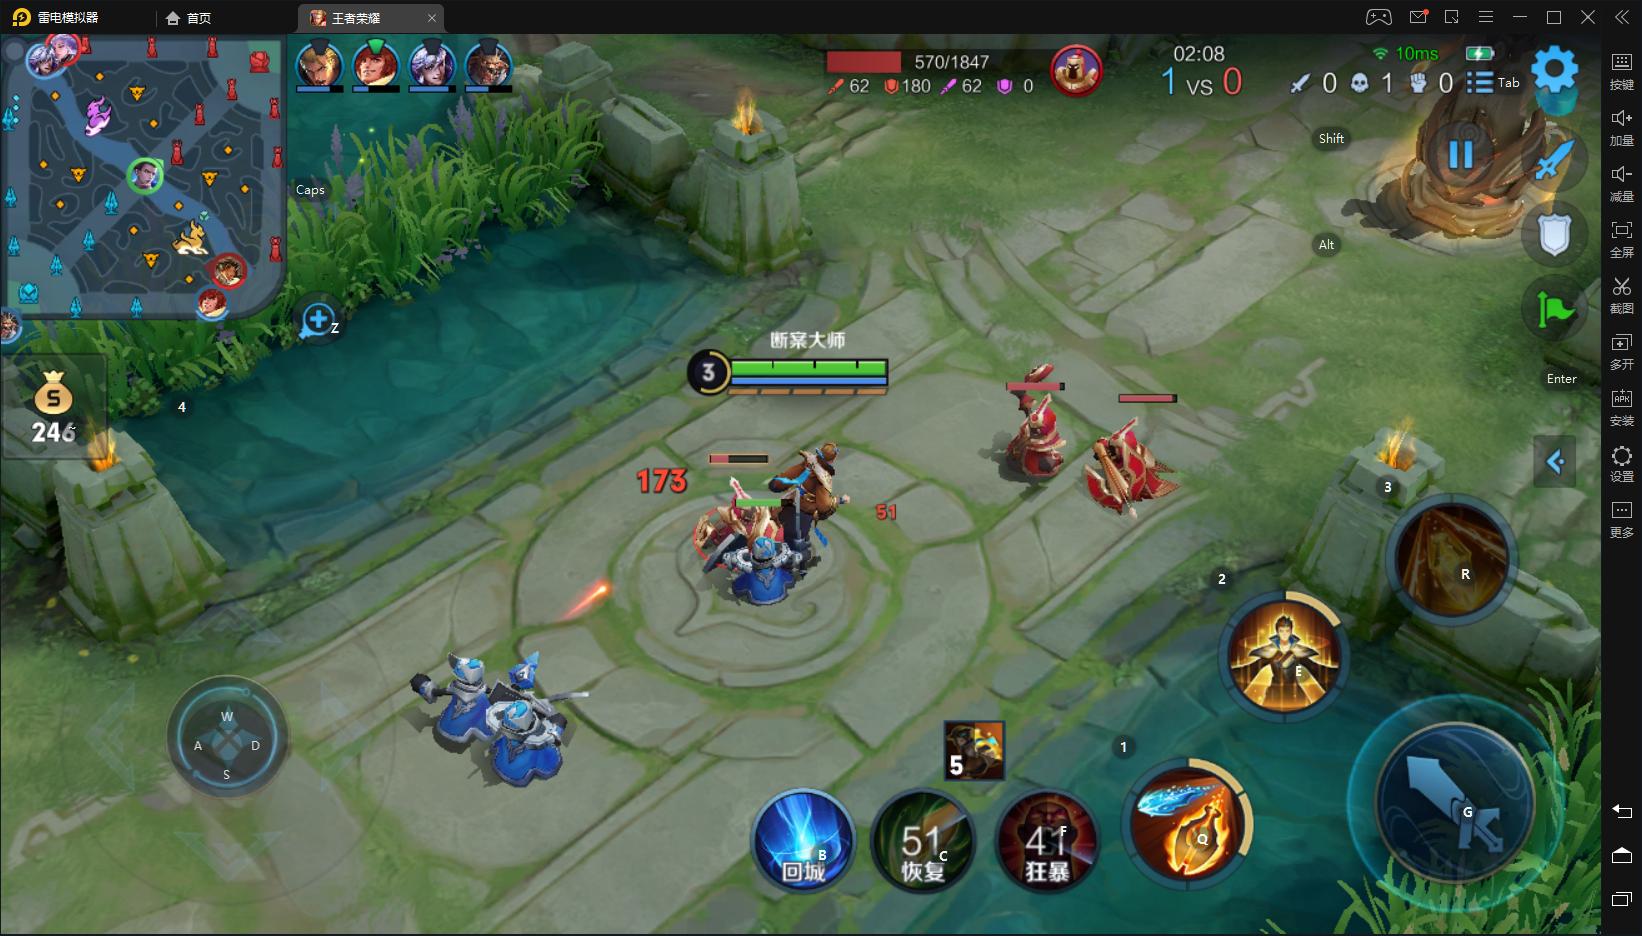 雷电模拟器
首页
王者荣耀
570/1847
62 180 62 0
02:08
1 VS 0
10ms
0 1 0
Tab
Shift
Caps
Alt
Z
Enter
S
246
4
断案大师
3
173
51
3
R
2
E
W
A D
S
5
1
B
回城
51
C
恢复
41
F
狂暴
Q
G
按键
加量
减量
全屏
截图
多开
APK
安装
设置
更多